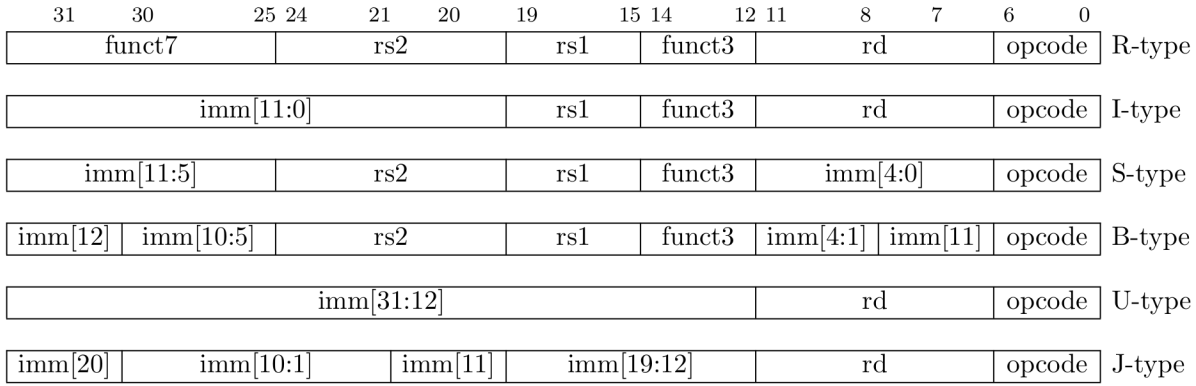 31 30 25 24 21 20 19 15 14 12 11 8 7 6 0
funct7 rs2 rs1 funct3 rd opcode R-type
imm[11:0] rs1 funct3 rd opcode I-type
imm[11:5] rs2 rs1 funct3 imm[4:0] opcode S-type
imm[12] imm[10:5] rs2 rs1 funct3 imm[4:1] imm[11] opcode B-type
imm[31:12] rd opcode U-type
imm[20] imm[10:1] imm[11] imm[19:12] rd opcode J-type